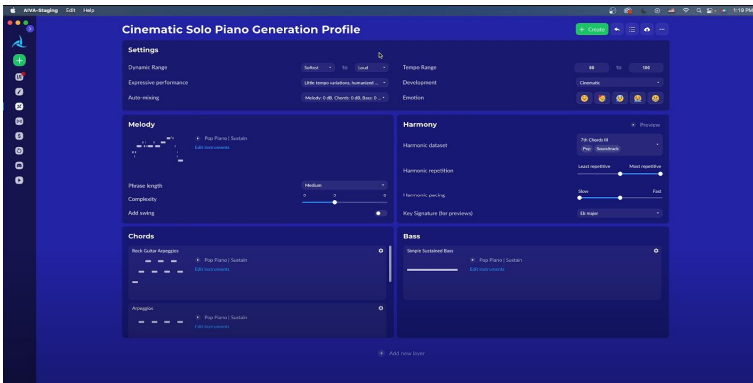 AIVA-Staging Edit Help
1:19 PM
Cinematic Solo Piano Generation Profile
+ Create
Settings
Dynamic Range
Softest to Loud
Tempo Range
to
Expressive performance
Little tempo variations, humanized ...
Development
Cinematic
Auto-mixing
Melody: 0 dB, Chords: 0 dB, Bass: 0 ...
Emotion
Melody
Pop Piano | Sustain
Edit instruments
Phrase length
Medium
Complexity
Add swing
Harmony
Preview
Harmonic dataset
7th Chords III
Pop Soundtrack
Harmonic repetition
Least repetitive Most repetitive
Harmonic pacing
Slow Fast
Key Signature (for previews)
Eb major
Chords
Rock Guitar Arpeggios
Pop Piano | Sustain
Edit instruments
Arpeggios
Pop Piano | Sustain
Edit instruments
Bass
Simple Sustained Bass
Pop Piano | Sustain
Edit instruments
Add new layer